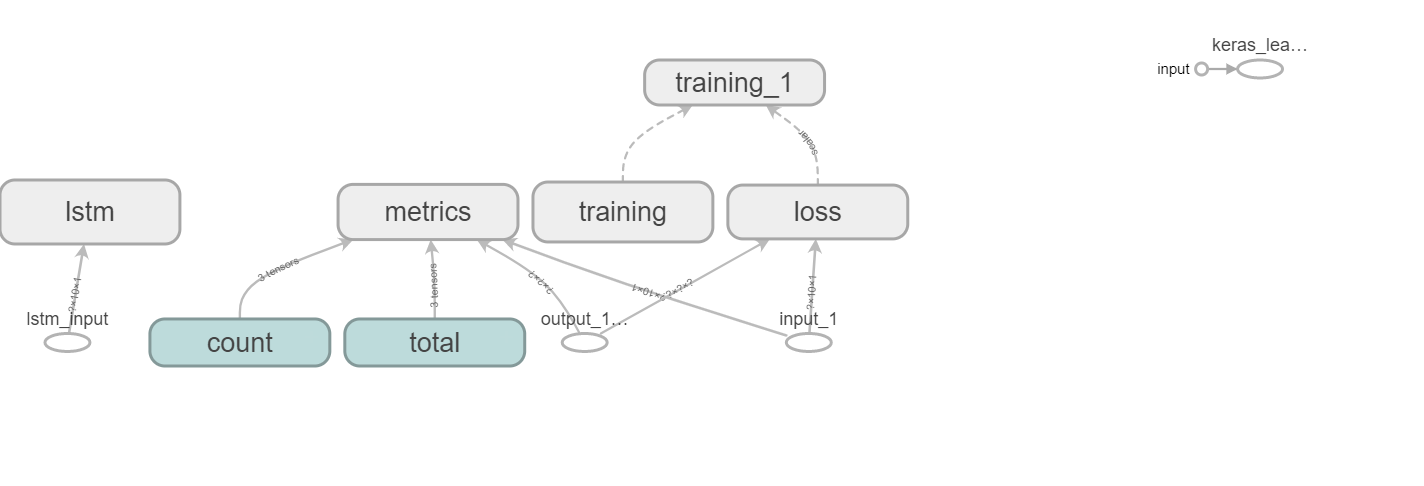 keras_lea…
input
training_1
scalar
lstm
metrics
training
loss
3 tensors
3 tensors
?×?×?
?×?×?
?×10×1
?×10×1
?×10×1
lstm_input
output_1…
input_1
count
total